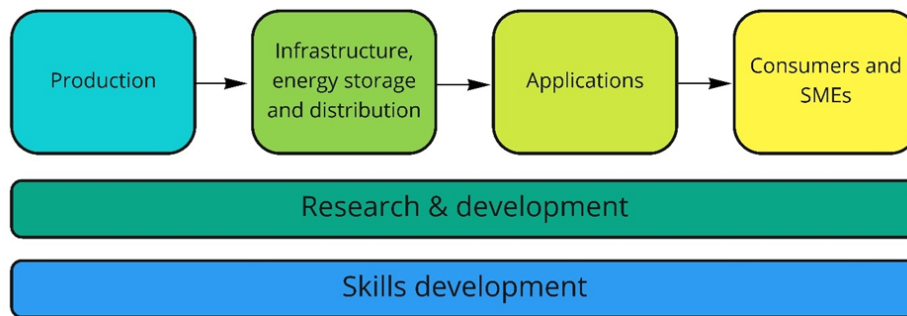 Production
Infrastructure,
energy storage
and distribution
Applications
Consumers and
SMEs
Research & development
Skills development